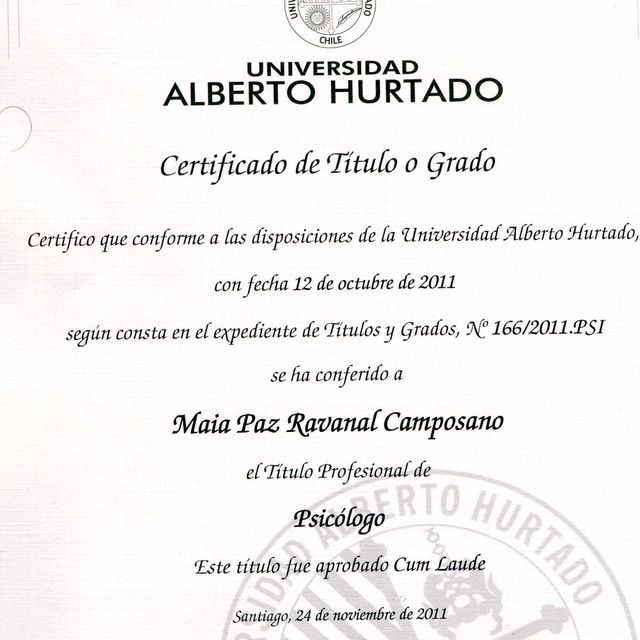 CHILE
UNIVERSIDAD
ALBERTO HURTADO
Certificado de Título o Grado
Certifico que conforme a las disposiciones de la Universidad Alberto Hurtado,
con fecha 12 de octubre de 2011
según consta en el expediente de Títulos y Grados, Nº 166/2011.PSI
se ha conferido a
Maia Paz Ravanal Camposano
el Título Profesional de
Psicólogo
Este título fue aprobado Cum Laude
Santiago, 24 de noviembre de 2011
ALBERTO HURTADO